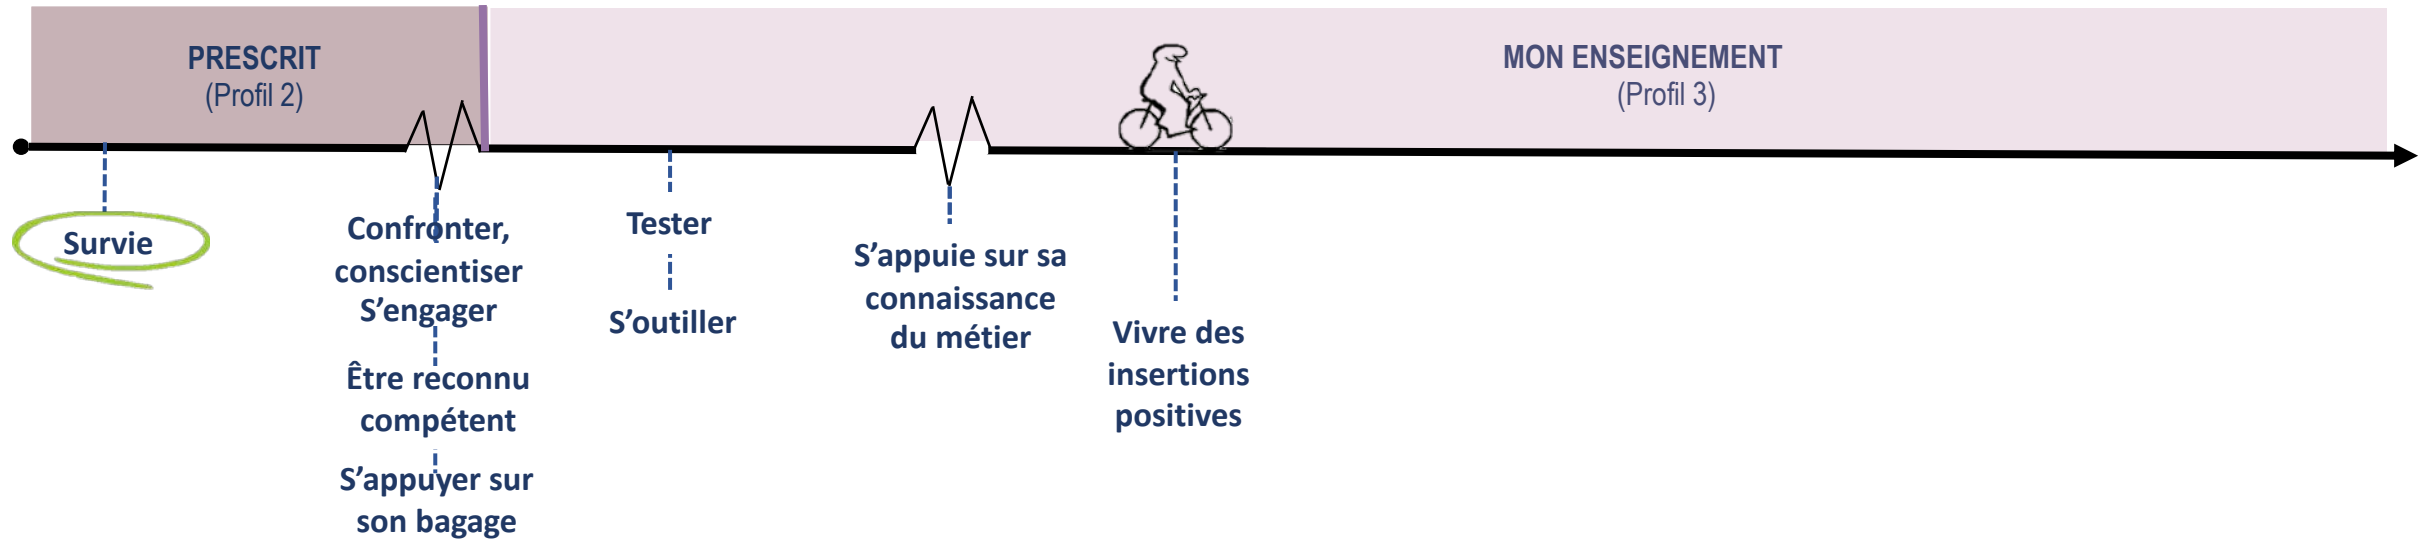 PRESCRIT
(Profil 2)
MON ENSEIGNEMENT
(Profil 3)
Survie
Confronter,
conscientiser
S’engager
Être reconnu
compétent
S’appuyer sur
son bagage
Tester
S’outiller
S’appuie sur sa
connaissance
du métier
Vivre des
insertions
positives